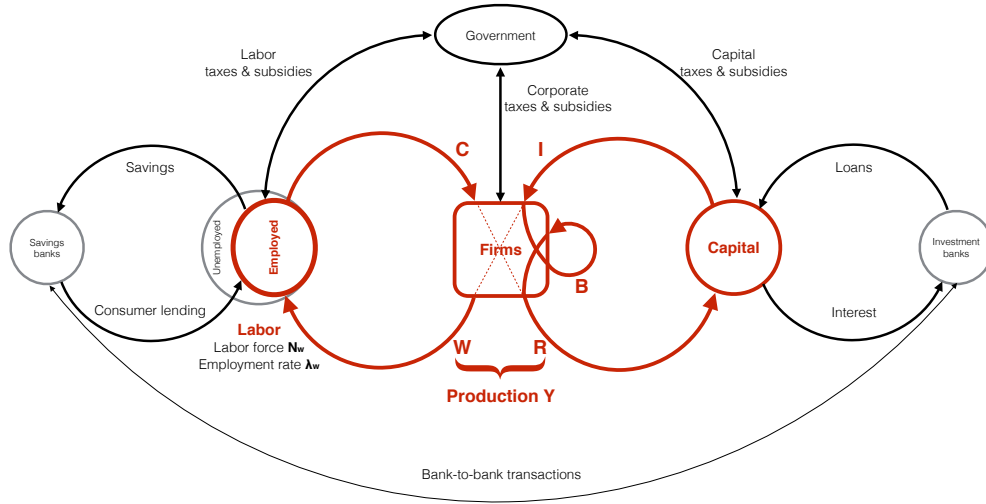 Government
Labor
taxes & subsidies
Capital
taxes & subsidies
Corporate
taxes & subsidies
C
I
Savings
Loans
Savings
banks
Unemployed
Employed
Firms
Capital
Investment
banks
B
Consumer lending
Interest
Labor
Labor force Nw
Employment rate λw
W
R
Production Y
Bank-to-bank transactions